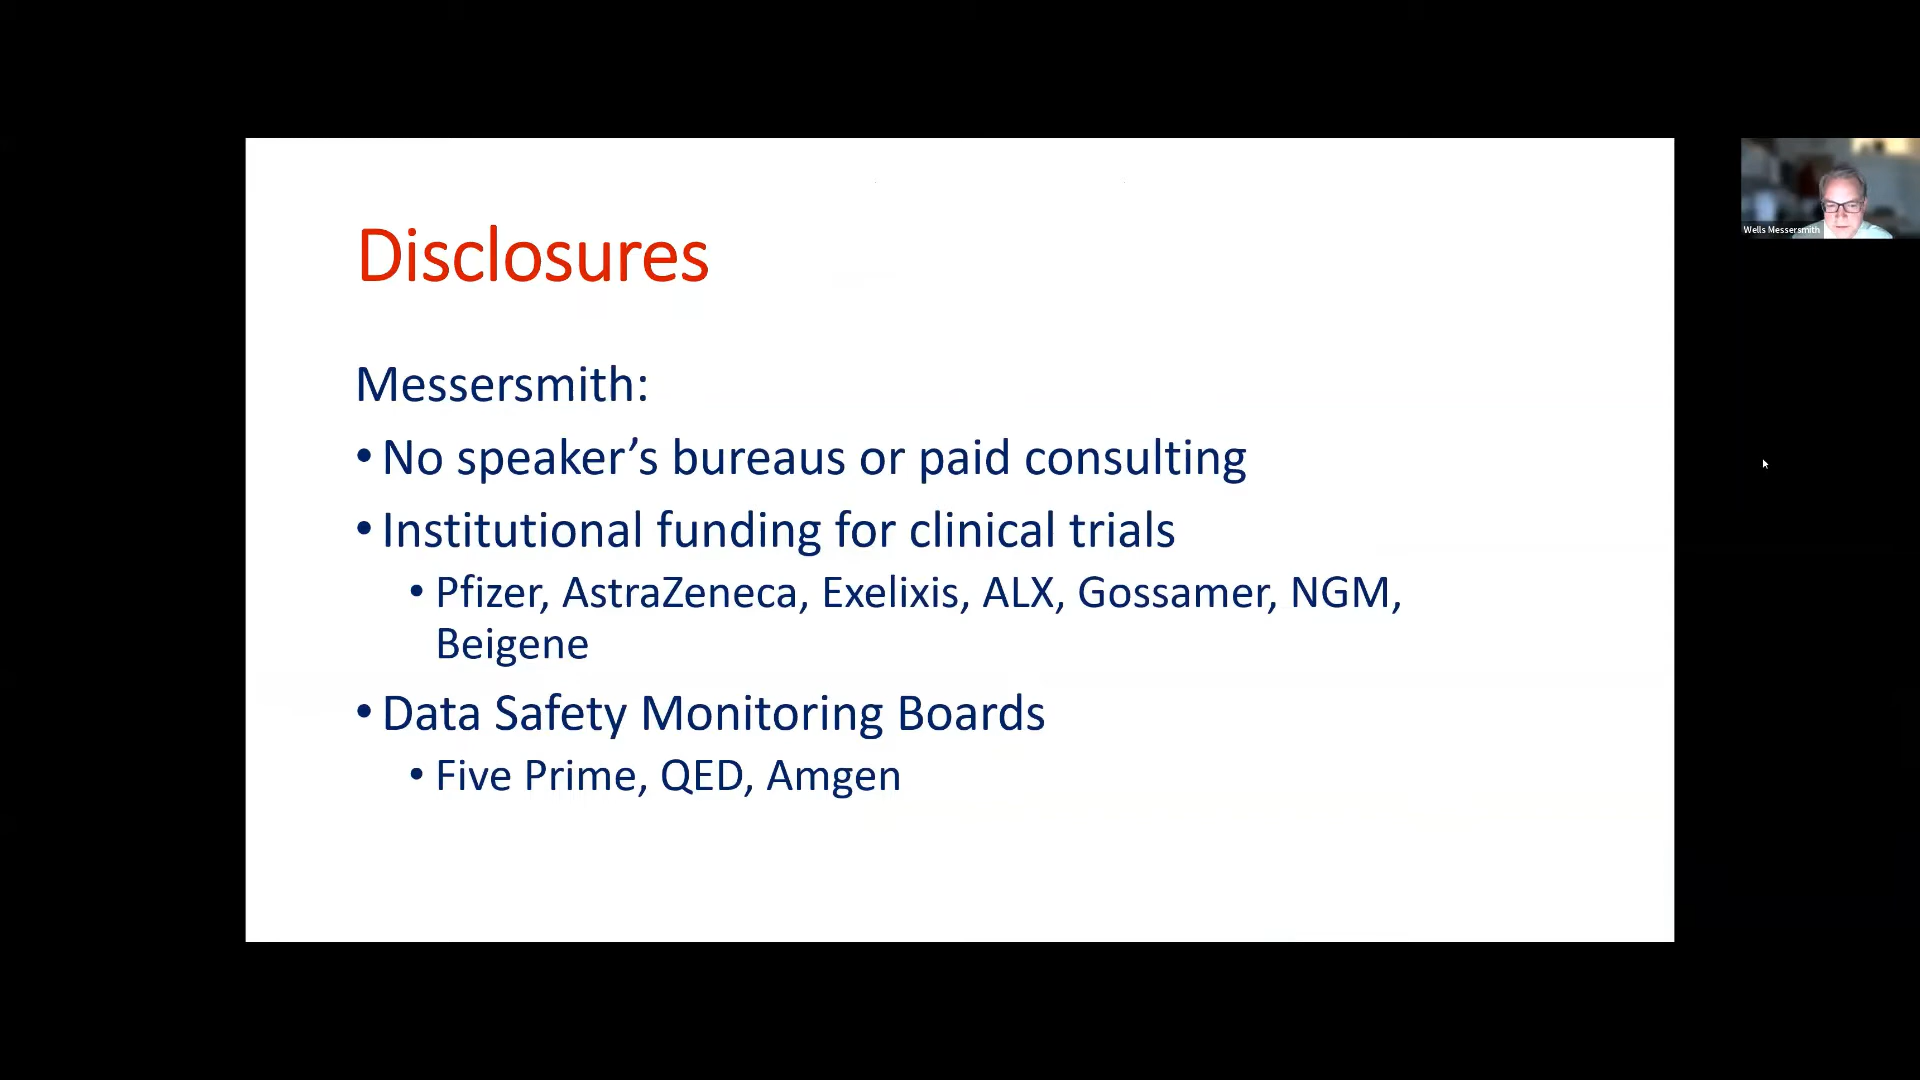 Disclosures
Wells Messersmith
Messersmith:
• No speaker’s bureaus or paid consulting
• Institutional funding for clinical trials
• Pfizer, AstraZeneca, Exelixis, ALX, Gossamer, NGM,
Beigene
• Data Safety Monitoring Boards
• Five Prime, QED, Amgen